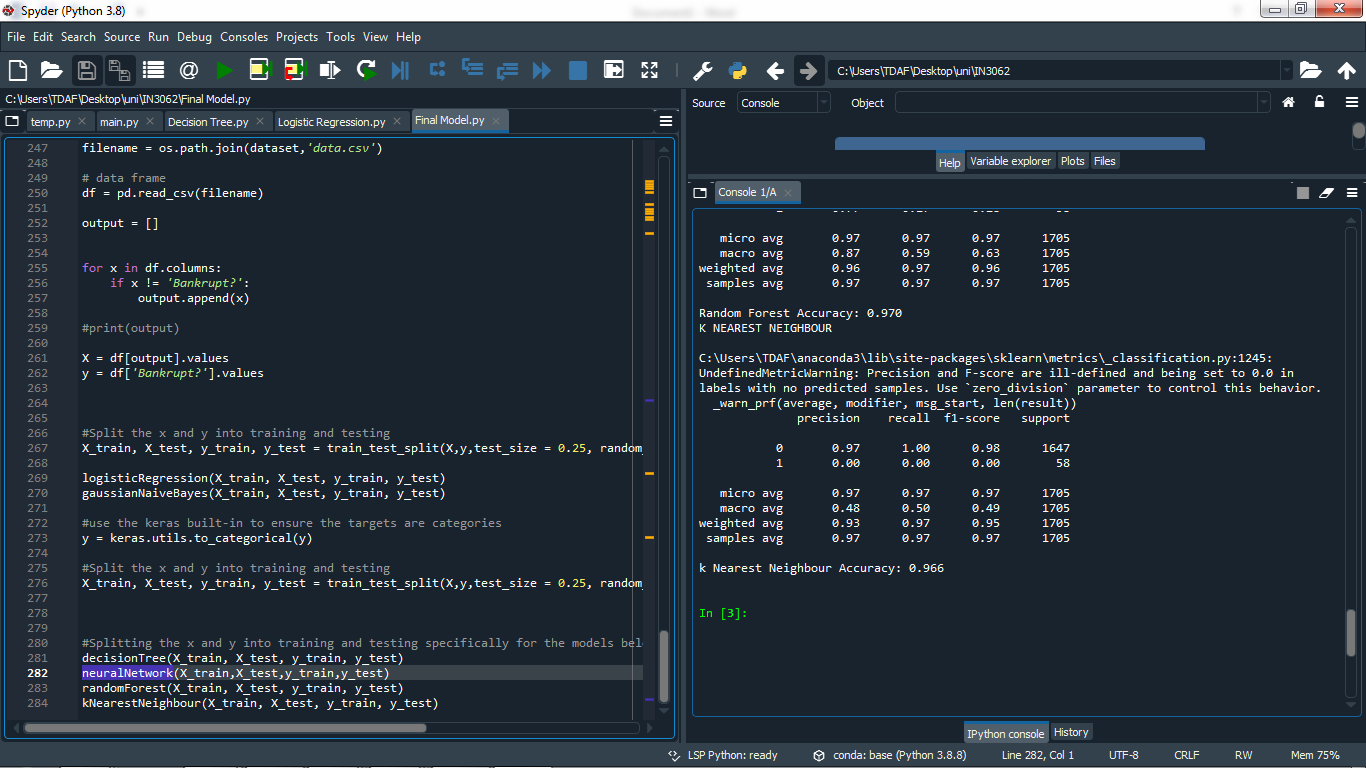 Spyder (Python 3.8)
File Edit Search Source Run Debug Consoles Projects Tools View Help
C:\Users\TDAF\Desktop\uni\IN3062
C:\Users\TDAF\Desktop\uni\IN3062\Final Model.py
temp.py main.py Decision Tree.py Logistic Regression.py Final Model.py
247 filename = os.path.join(dataset,'data.csv')
248
249 # data frame
250 df = pd.read_csv(filename)
251
252 output = []
253
254
255 for x in df.columns:
256     if x != 'Bankrupt?':
257         output.append(x)
258
259 #print(output)
260
261 X = df[output].values
262 y = df['Bankrupt?'].values
263
264
265
266 #Split the x and y into training and testing
267 X_train, X_test, y_train, y_test = train_test_split(X,y,test_size = 0.25, random_
268
269 logisticRegression(X_train, X_test, y_train, y_test)
270 gaussianNaiveBayes(X_train, X_test, y_train, y_test)
271
272 #use the keras built-in to ensure the targets are categories
273 y = keras.utils.to_categorical(y)
274
275 #Split the x and y into training and testing
276 X_train, X_test, y_train, y_test = train_test_split(X,y,test_size = 0.25, random_
277
278
279
280 #Splitting the x and y into training and testing specifically for the models bel
281 decisionTree(X_train, X_test, y_train, y_test)
282 neuralNetwork(X_train,X_test,y_train,y_test)
283 randomForest(X_train, X_test, y_train, y_test)
284 kNearestNeighbour(X_train, X_test, y_train, y_test)
Source Console Object
Help Variable explorer Plots Files
Console 1/A
micro avg 0.97 0.97 0.97 1705
macro avg 0.87 0.59 0.63 1705
weighted avg 0.96 0.97 0.96 1705
samples avg 0.97 0.97 0.97 1705
Random Forest Accuracy: 0.970
K NEAREST NEIGHBOUR
C:\Users\TDAF\anaconda3\lib\site-packages\sklearn\metrics\_classification.py:1245:
UndefinedMetricWarning: Precision and F-score are ill-defined and being set to 0.0 in
labels with no predicted samples. Use `zero_division` parameter to control this behavior.
_warn_prf(average, modifier, msg_start, len(result))
precision recall f1-score support
0 0.97 1.00 0.98 1647
1 0.00 0.00 0.00 58
micro avg 0.97 0.97 0.97 1705
macro avg 0.48 0.50 0.49 1705
weighted avg 0.93 0.97 0.95 1705
samples avg 0.97 0.97 0.97 1705
k Nearest Neighbour Accuracy: 0.966
In [3]:
IPython console History
LSP Python: ready conda: base (Python 3.8.8) Line 282, Col 1 UTF-8 CRLF RW Mem 75%